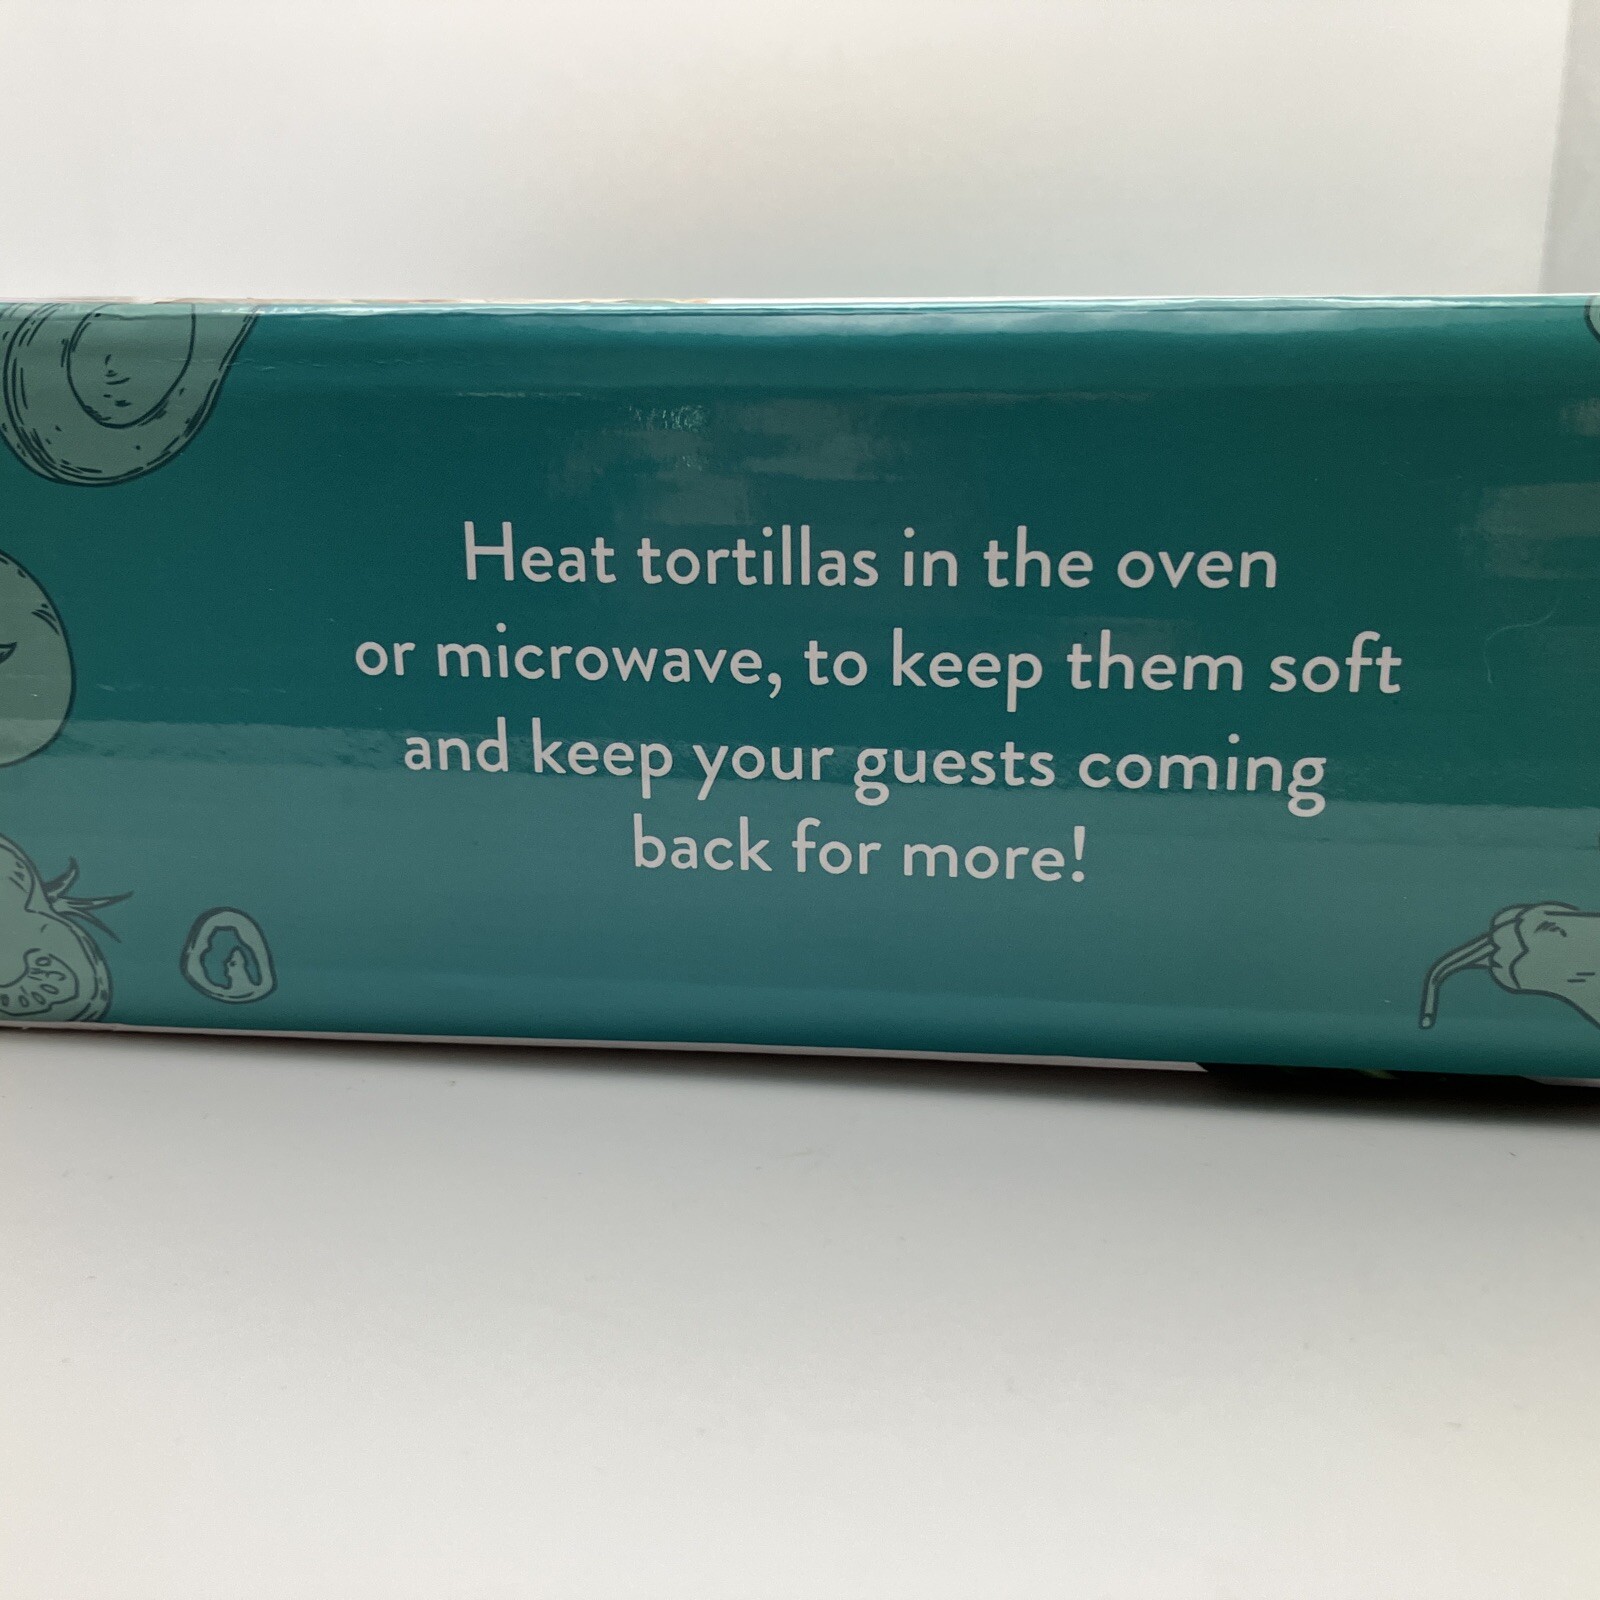 Heat tortillas in the oven
or microwave, to keep them soft
and keep your guests coming
back for more!